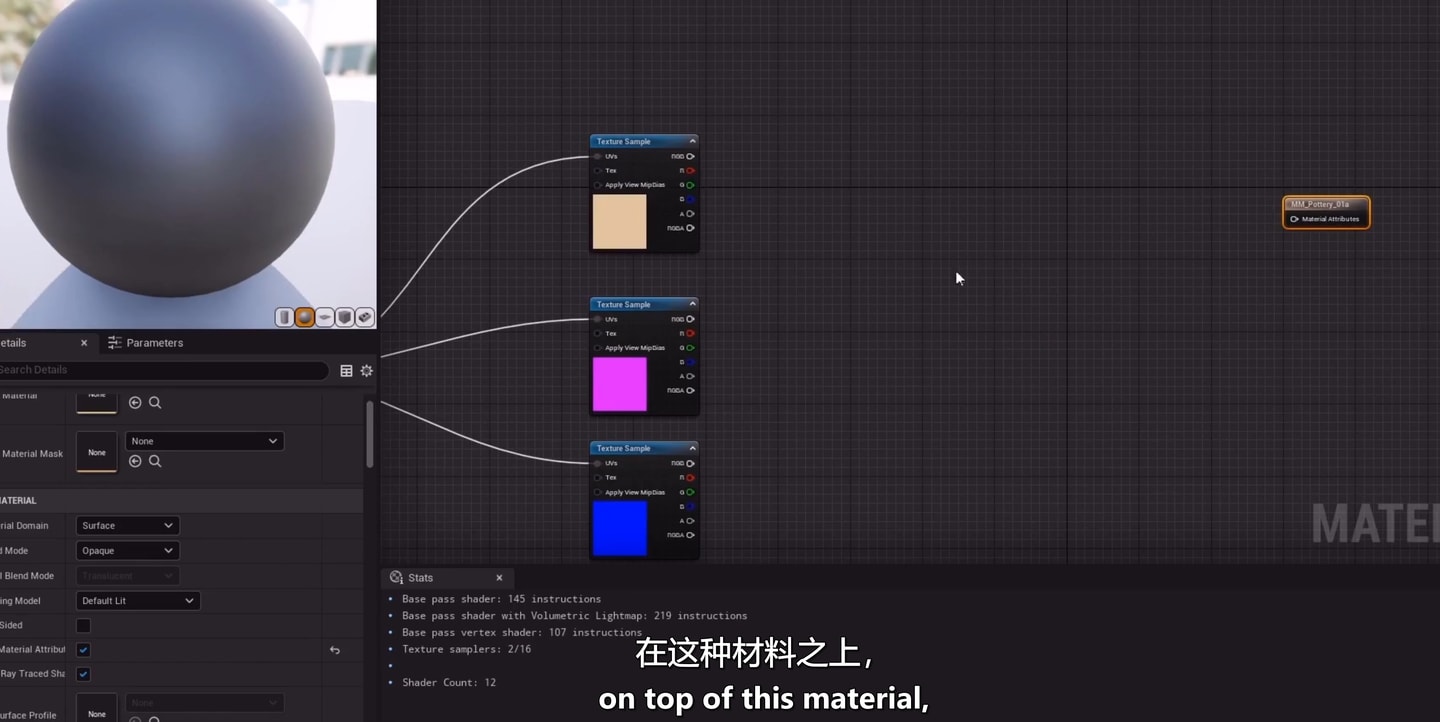 Texture Sample
UVs RGB
Tex R
Apply View MipBias G
B
A
RGBA
MM_Pottery_01a
Material Attributes
Texture Sample
UVs RGB
Tex R
Apply View MipBias G
B
A
RGBA
Texture Sample
UVs RGB
Tex R
Apply View MipBias G
B
A
RGBA
MATE
etails
Parameters
Search Details
Material
None
Material Mask
None
None
ATERIAL
rial Domain
Surface
d Mode
Opaque
l Blend Mode
Translucent
ing Model
Default Lit
Sided
Material Attribut
Ray Traced Sha
urface Profile
None
None
Stats
• Base pass shader: 145 instructions
• Base pass shader with Volumetric Lightmap: 219 instructions
• Base pass vertex shader: 107 instructions
• Texture samplers: 2/16
•
• Shader Count: 12
在这种材料之上，
on top of this material,